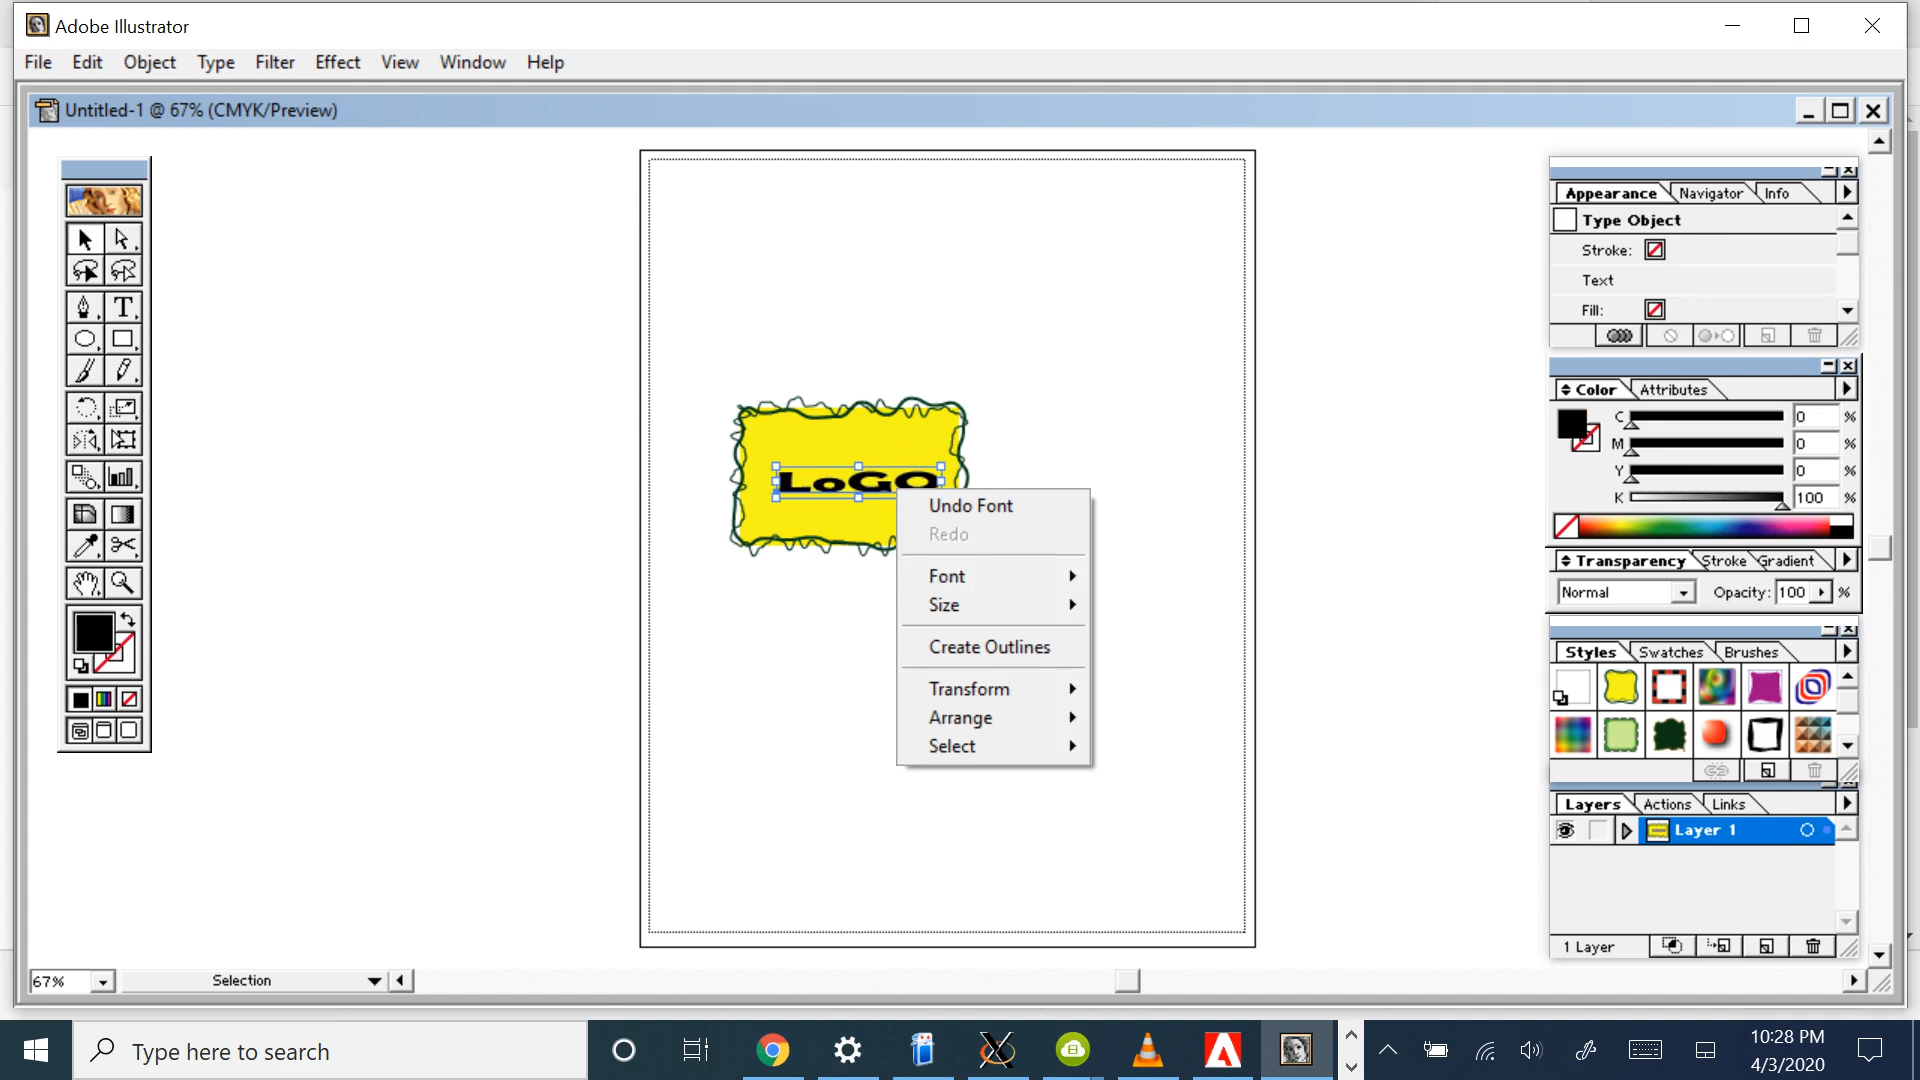 Adobe Illustrator
File Edit Object Type Filter Effect View Window Help
Untitled-1 @ 67% (CMYK/Preview)
Appearance Navigator Info
Type Object
Stroke:
Text
Fill:
T
LoGO
Undo Font
Redo
Font
Size
Create Outlines
Transform
Arrange
Select
Color Attributes
C 0 %
M 0 %
Y 0 %
K 100 %
Transparency Stroke Gradient
Normal Opacity: 100 %
Styles Swatches Brushes
Layers Actions Links
Layer 1
1 Layer
67% Selection
Type here to search
10:28 PM
4/3/2020